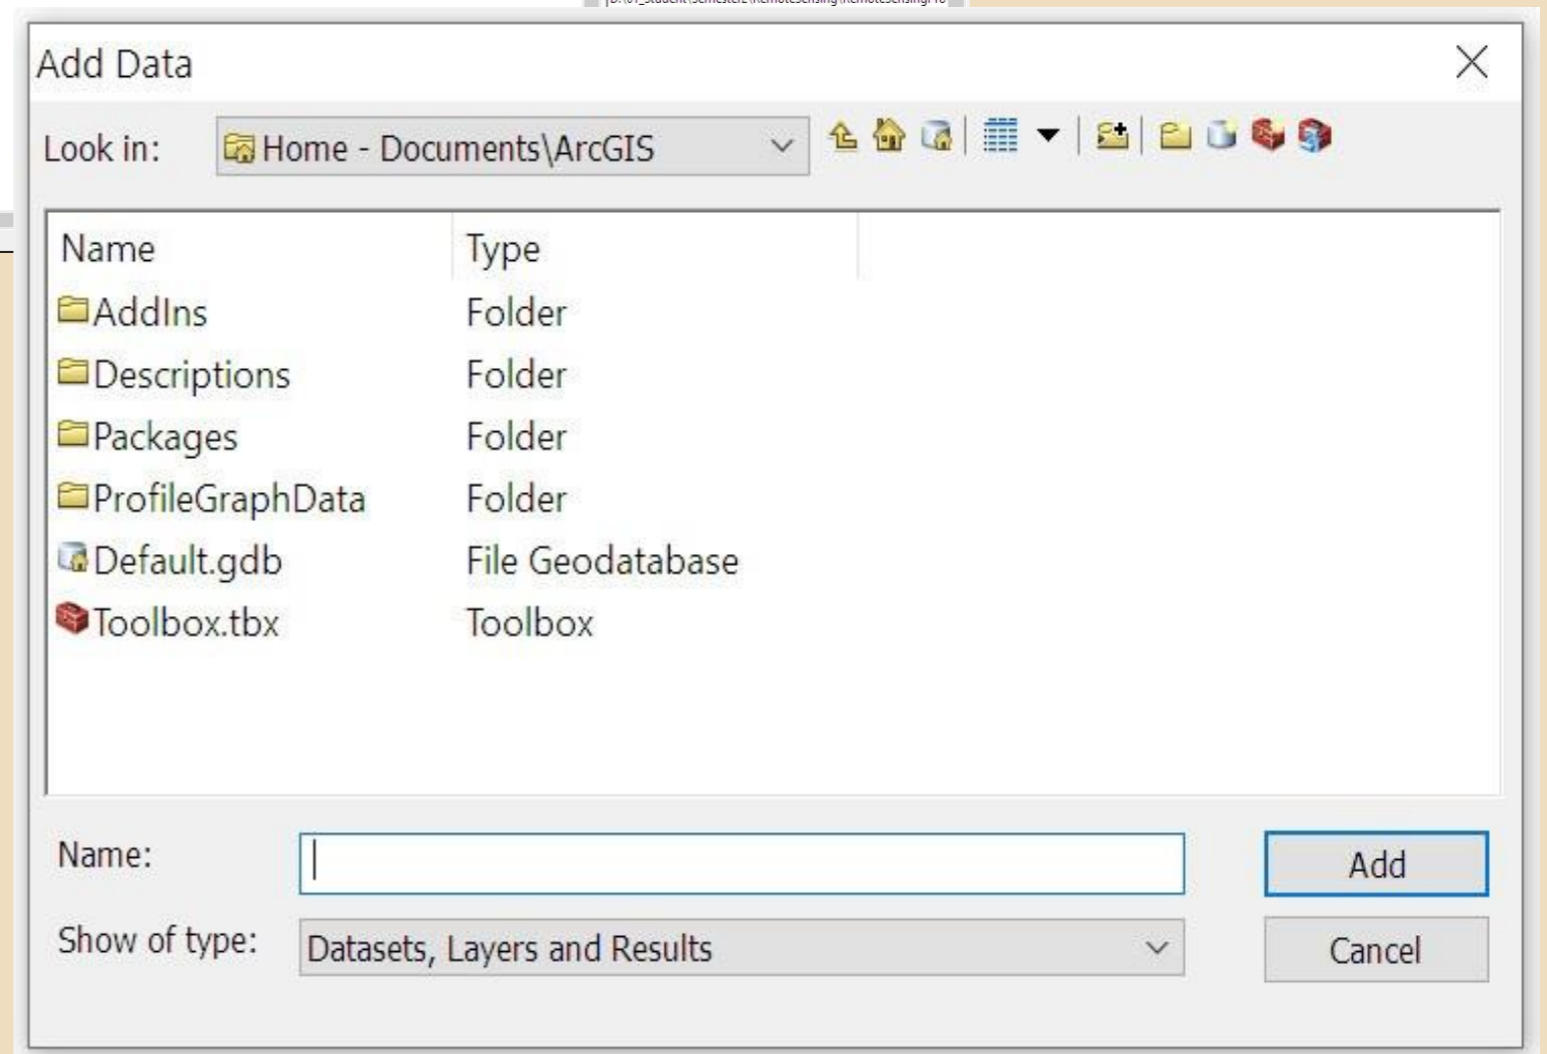 Add Data
Look in: Home - Documents\ArcGIS
Name Type
AddIns Folder
Descriptions Folder
Packages Folder
ProfileGraphData Folder
Default.gdb File Geodatabase
Toolbox.tbx Toolbox
Name: Add
Show of type: Datasets, Layers and Results Cancel